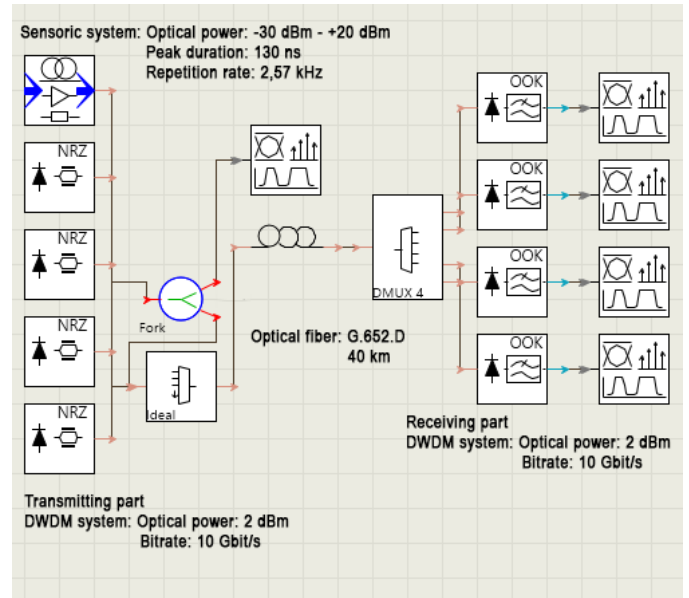 Sensoric system: Optical power: -30 dBm - +20 dBm
Peak duration: 130 ns
Repetition rate: 2,57 kHz
NRZ
NRZ
NRZ
NRZ
Fork
Ideal
Optical fiber: G.652.D
40 km
DMUX 4
OOK
OOK
OOK
OOK
Receiving part
DWDM system: Optical power: 2 dBm
Bitrate: 10 Gbit/s
Transmitting part
DWDM system: Optical power: 2 dBm
Bitrate: 10 Gbit/s